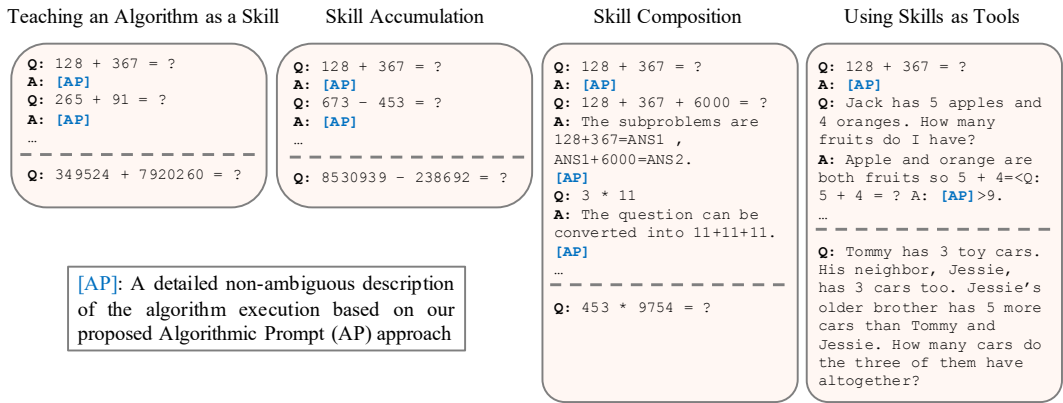 Teaching an Algorithm as a Skill
Q: 128 + 367 = ?
A: [AP]
Q: 265 + 91 = ?
A: [AP]
…
Q: 349524 + 7920260 = ?
Skill Accumulation
Q: 128 + 367 = ?
A: [AP]
Q: 673 – 453 = ?
A: [AP]
…
Q: 8530939 – 238692 = ?
Skill Composition
Q: 128 + 367 = ?
A: [AP]
Q: 128 + 367 + 6000 = ?
A: The subproblems are
128+367=ANS1 ,
ANS1+6000=ANS2.
[AP]
Q: 3 * 11
A: The question can be
converted into 11+11+11.
[AP]
…
Q: 453 * 9754 = ?
Using Skills as Tools
Q: 128 + 367 = ?
A: [AP]
Q: Jack has 5 apples and
4 oranges. How many
fruits do I have?
A: Apple and orange are
both fruits so 5 + 4=<Q:
5 + 4 = ? A: [AP]>9.
…
Q: Tommy has 3 toy cars.
His neighbor, Jessie,
has 3 cars too. Jessie's
older brother has 5 more
cars than Tommy and
Jessie. How many cars do
the three of them have
altogether?
[AP]: A detailed non-ambiguous description
of the algorithm execution based on our
proposed Algorithmic Prompt (AP) approach